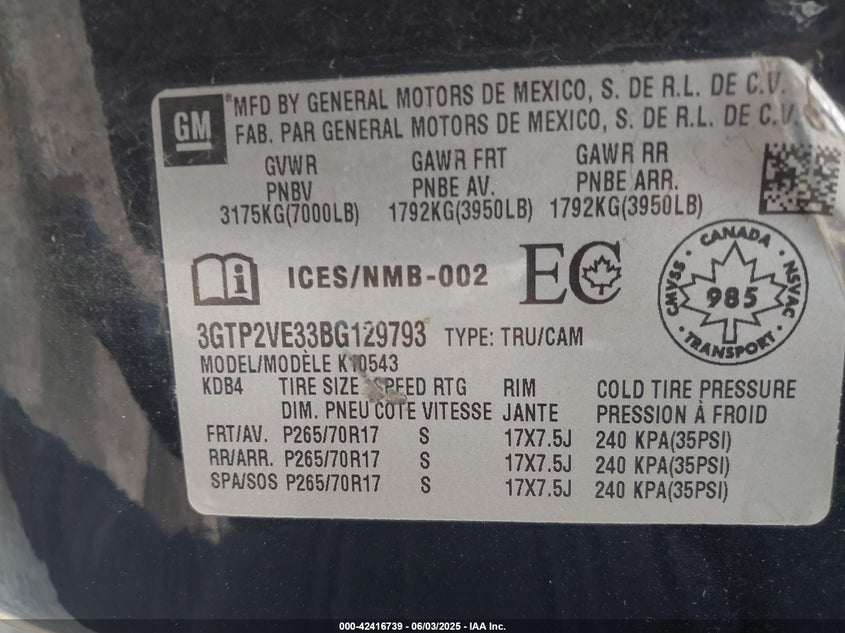 GM
®MFD BY GENERAL MOTORS DE MEXICO, S. DE R.L. DE C.V.
FAB. PAR GENERAL MOTORS DE MEXICO, S. DE R.L. DE C.V.
GVWR GAWR FRT GAWR RR
PNBV PNBE AV. PNBE ARR.
3175KG(7000LB) 1792KG(3950LB) 1792KG(3950LB)
ICES/NMB-002 EC
CANADA
CMVSS 985 NSVAC
TRANSPORT
3GTP2VE33BG129793 TYPE: TRU/CAM
MODEL/MODÈLE K10543
KDB4 TIRE SIZE SPEED RTG RIM COLD TIRE PRESSURE
DIM. PNEU COTE VITESSE JANTE PRESSION À FROID
FRT/AV. P265/70R17 S 17X7.5J 240 KPA(35PSI)
RR/ARR. P265/70R17 S 17X7.5J 240 KPA(35PSI)
SPA/SOS P265/70R17 S 17X7.5J 240 KPA(35PSI)
000-42416739 - 06/03/2025 - IAA Inc.